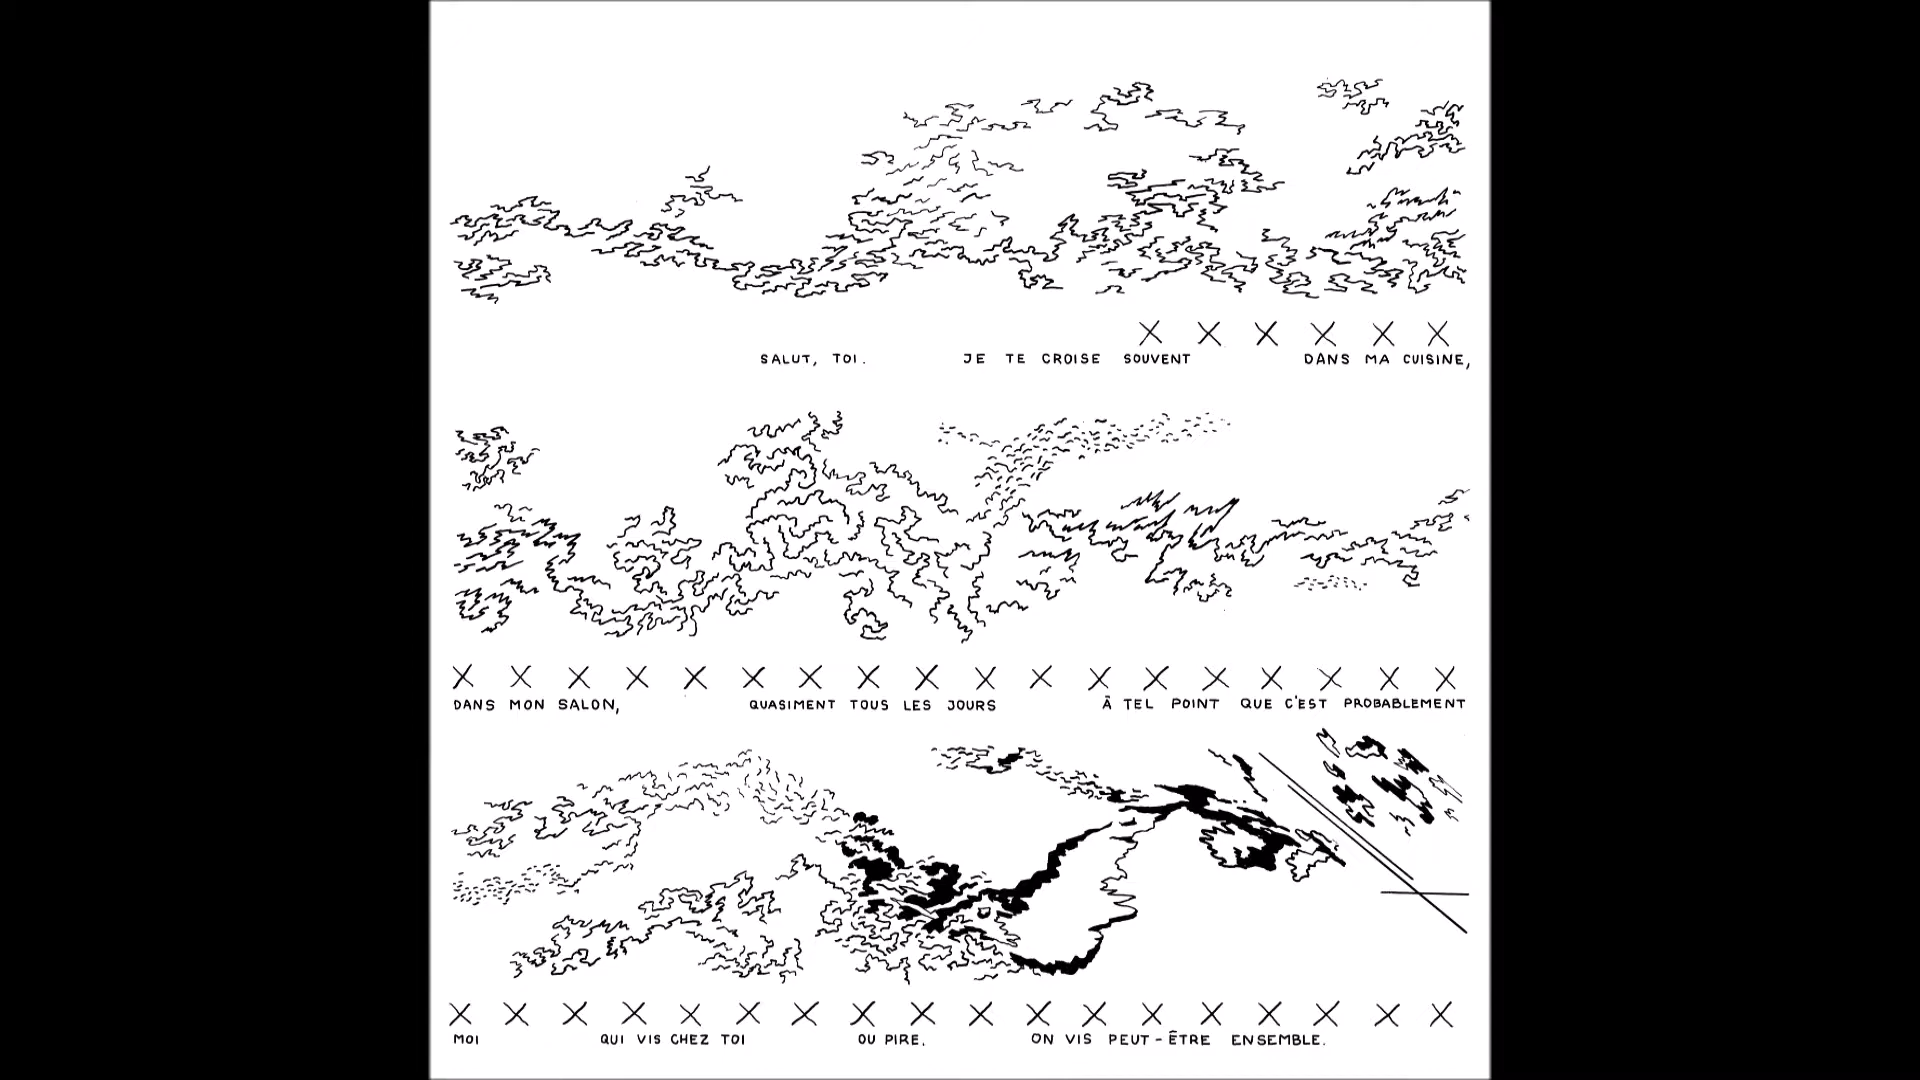 SALUT, TOI. JE TE CROISE SOUVENT DANS MA CUISINE,
DANS MON SALON, QUASIMENT TOUS LES JOURS À TEL POINT QUE C'EST PROBABLEMENT
MOI QUI VIS CHEZ TOI OU PIRE. ON VIS PEUT-ÊTRE ENSEMBLE.